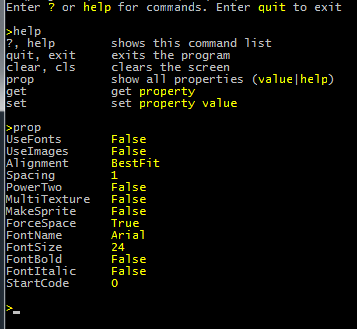 Enter ? or help for commands. Enter quit to exit
>help
?, help shows this command list
quit, exit exits the program
clear, cls clears the screen
prop show all properties (value|help)
get get property
set set property value
>prop
UseFonts False
UseImages False
Alignment BestFit
Spacing 1
PowerTwo False
MultiTexture False
MakeSprite False
ForceSpace True
FontName Arial
FontSize 24
FontBold False
FontItalic False
StartCode 0
>_